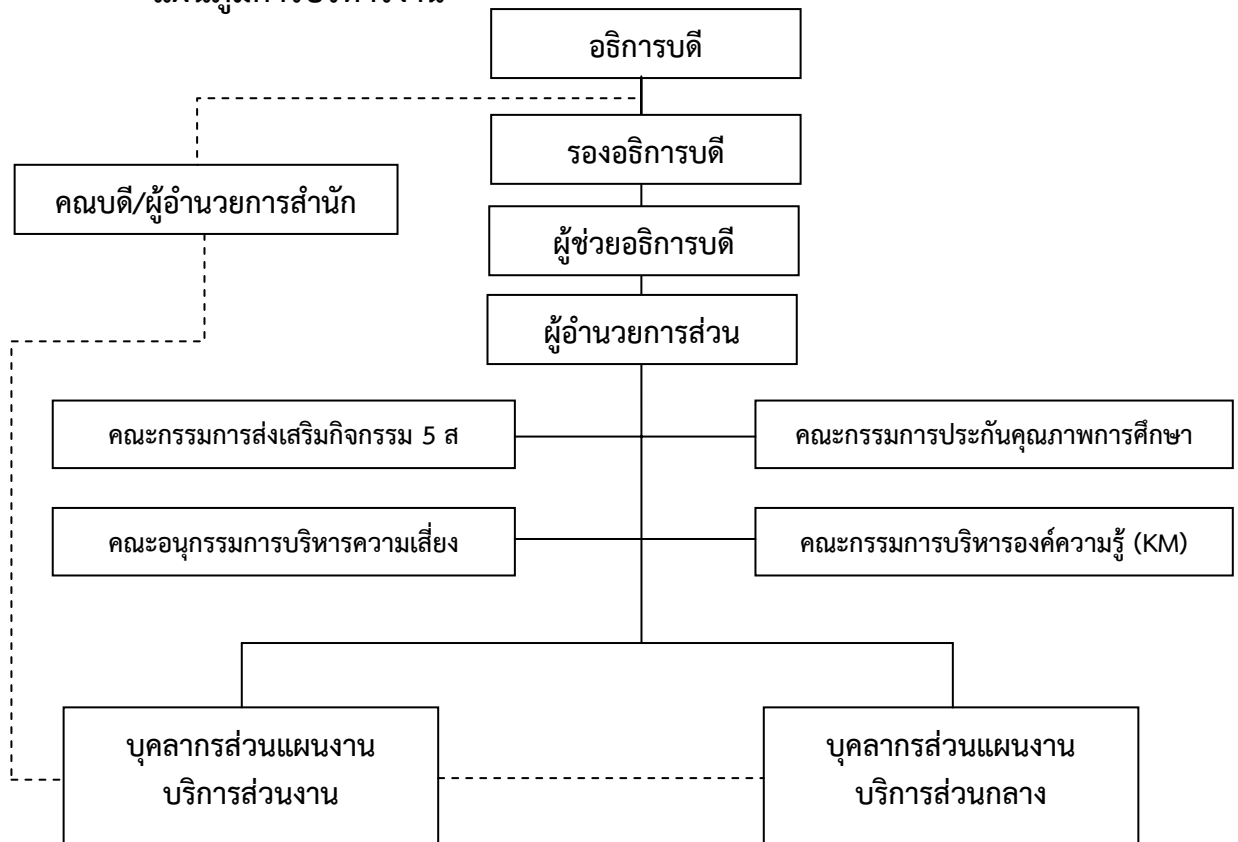 อธิการบดี
รองอธิการบดี
คณบดี/ผู้อำนวยการสำนัก
ผู้ช่วยอธิการบดี
ผู้อำนวยการส่วน
คณะกรรมการส่งเสริมกิจกรรม 5 ส
คณะกรรมการประกันคุณภาพการศึกษา
คณะอนุกรรมการบริหารความเสี่ยง
คณะกรรมการบริหารองค์ความรู้ (KM)
บุคลากรส่วนแผนงาน
บริการส่วนงาน
บุคลากรส่วนแผนงาน
บริการส่วนกลาง